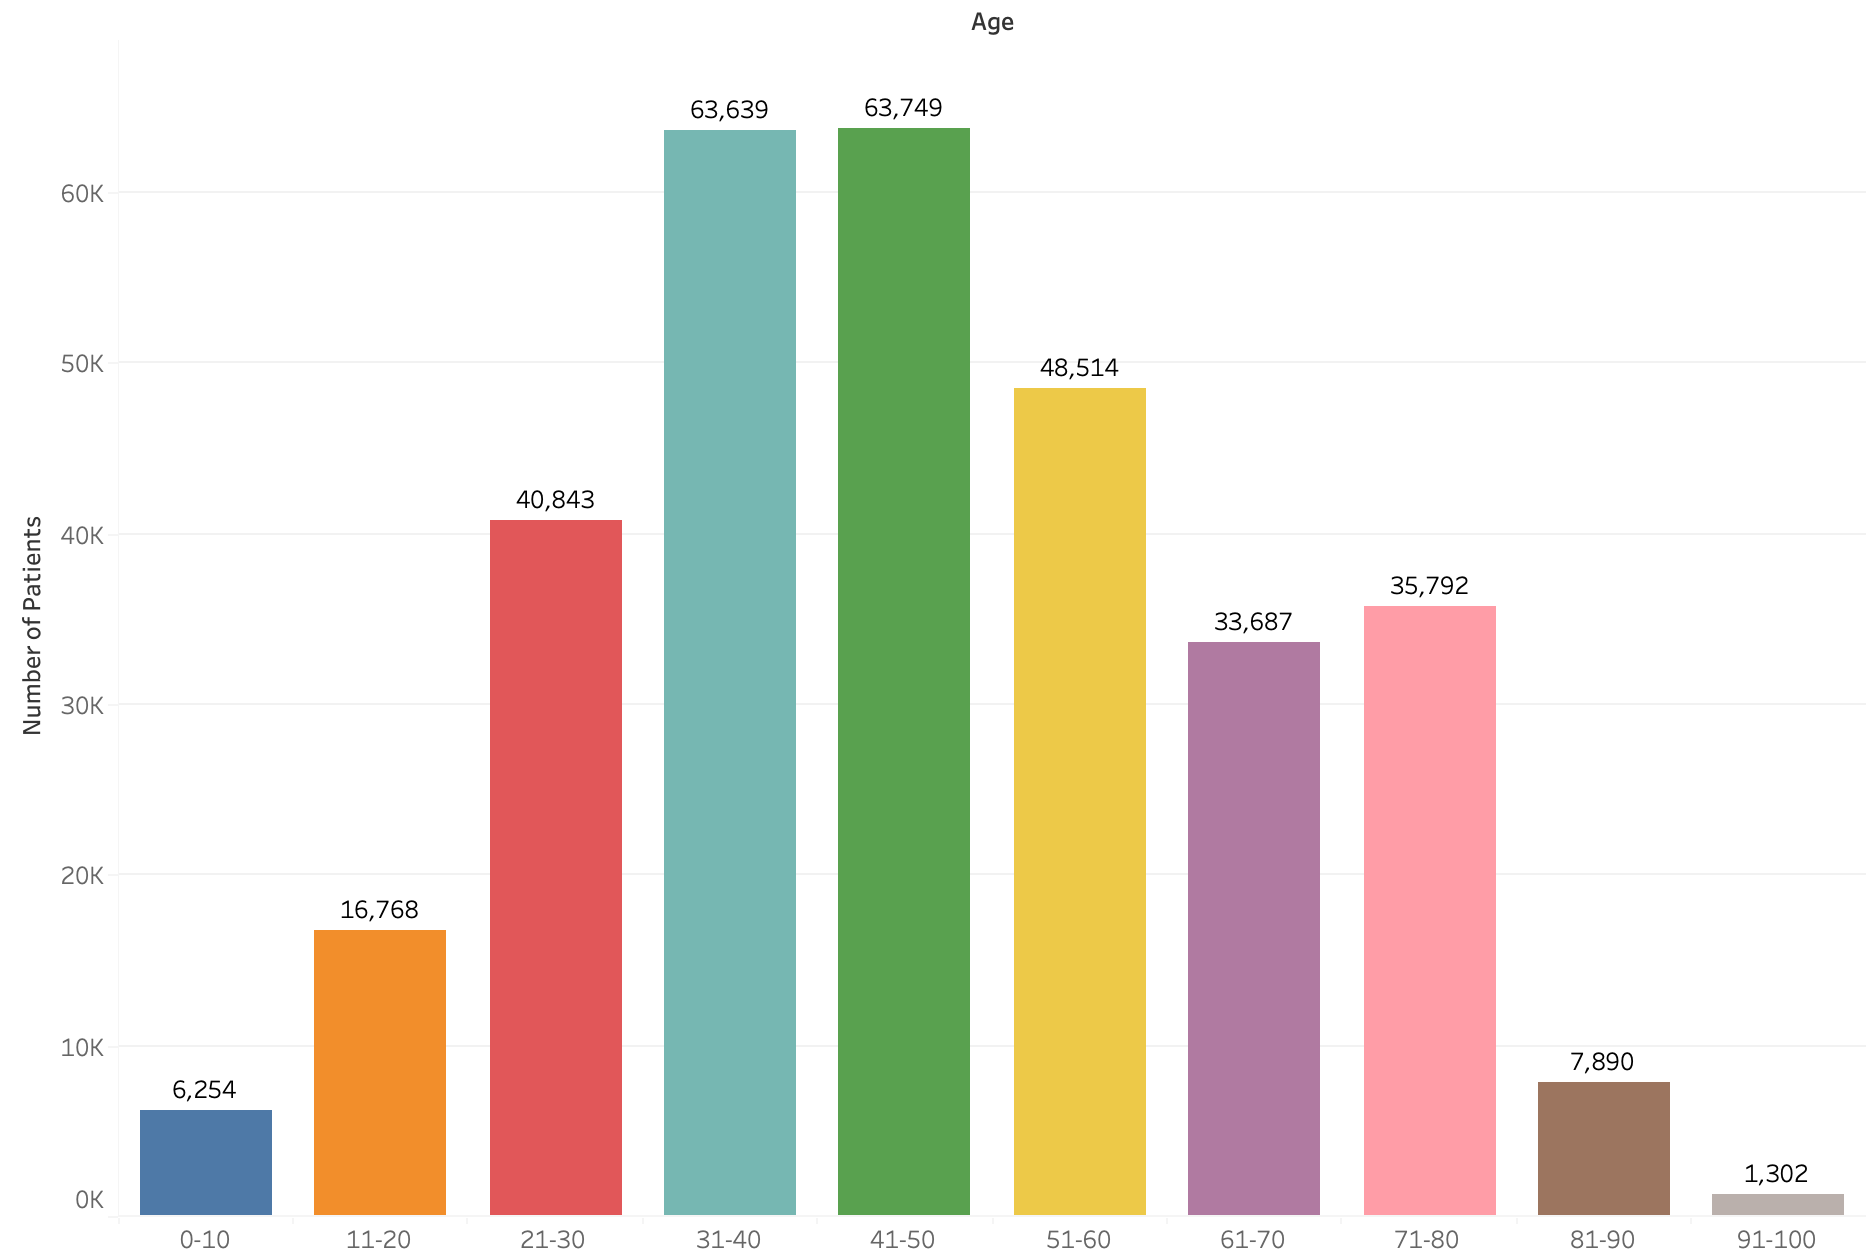 Age
Number of Patients
60K
50K
40K
30K
20K
10K
0K
6,254
16,768
40,843
63,639
63,749
48,514
33,687
35,792
7,890
1,302
0-10
11-20
21-30
31-40
41-50
51-60
61-70
71-80
81-90
91-100